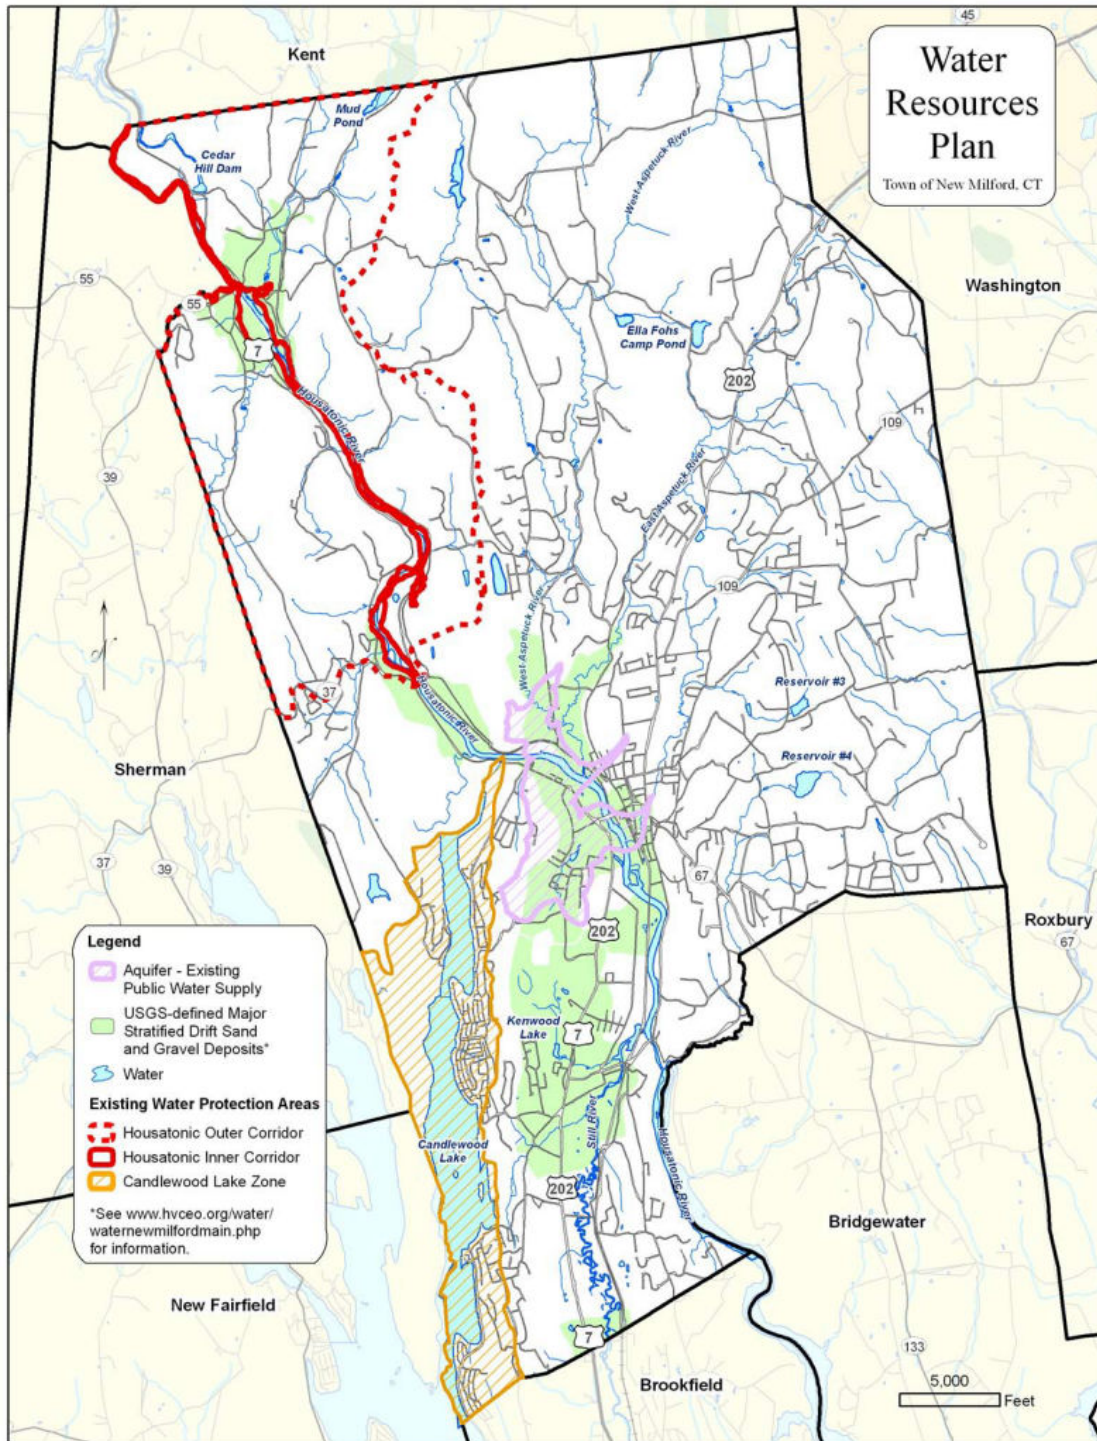 45
Water
Resources
Plan
Town of New Milford, CT
Kent
Mud
Pond
Cedar
Hill Dam
West Aspetuck River
55
55
Washington
Ella Fohs
Camp Pond
7
202
Housatonic River
109
39
East Aspetuck River
109
West Aspetuck River
37
Reservoir #3
Housatonic River
Sherman
Reservoir #4
37
39
67
Roxbury
67
202
Legend
Aquifer - Existing
Public Water Supply
USGS-defined Major
Stratified Drift Sand
and Gravel Deposits*
Water
Existing Water Protection Areas
Housatonic Outer Corridor
Housatonic Inner Corridor
Candlewood Lake Zone
*See www.hvceo.org/water/
waternewmilfordmain.php
for information.
Kenwood
Lake
7
Still River
Candlewood
Lake
Housatonic River
202
Bridgewater
New Fairfield
7
133
Brookfield
5,000
Feet